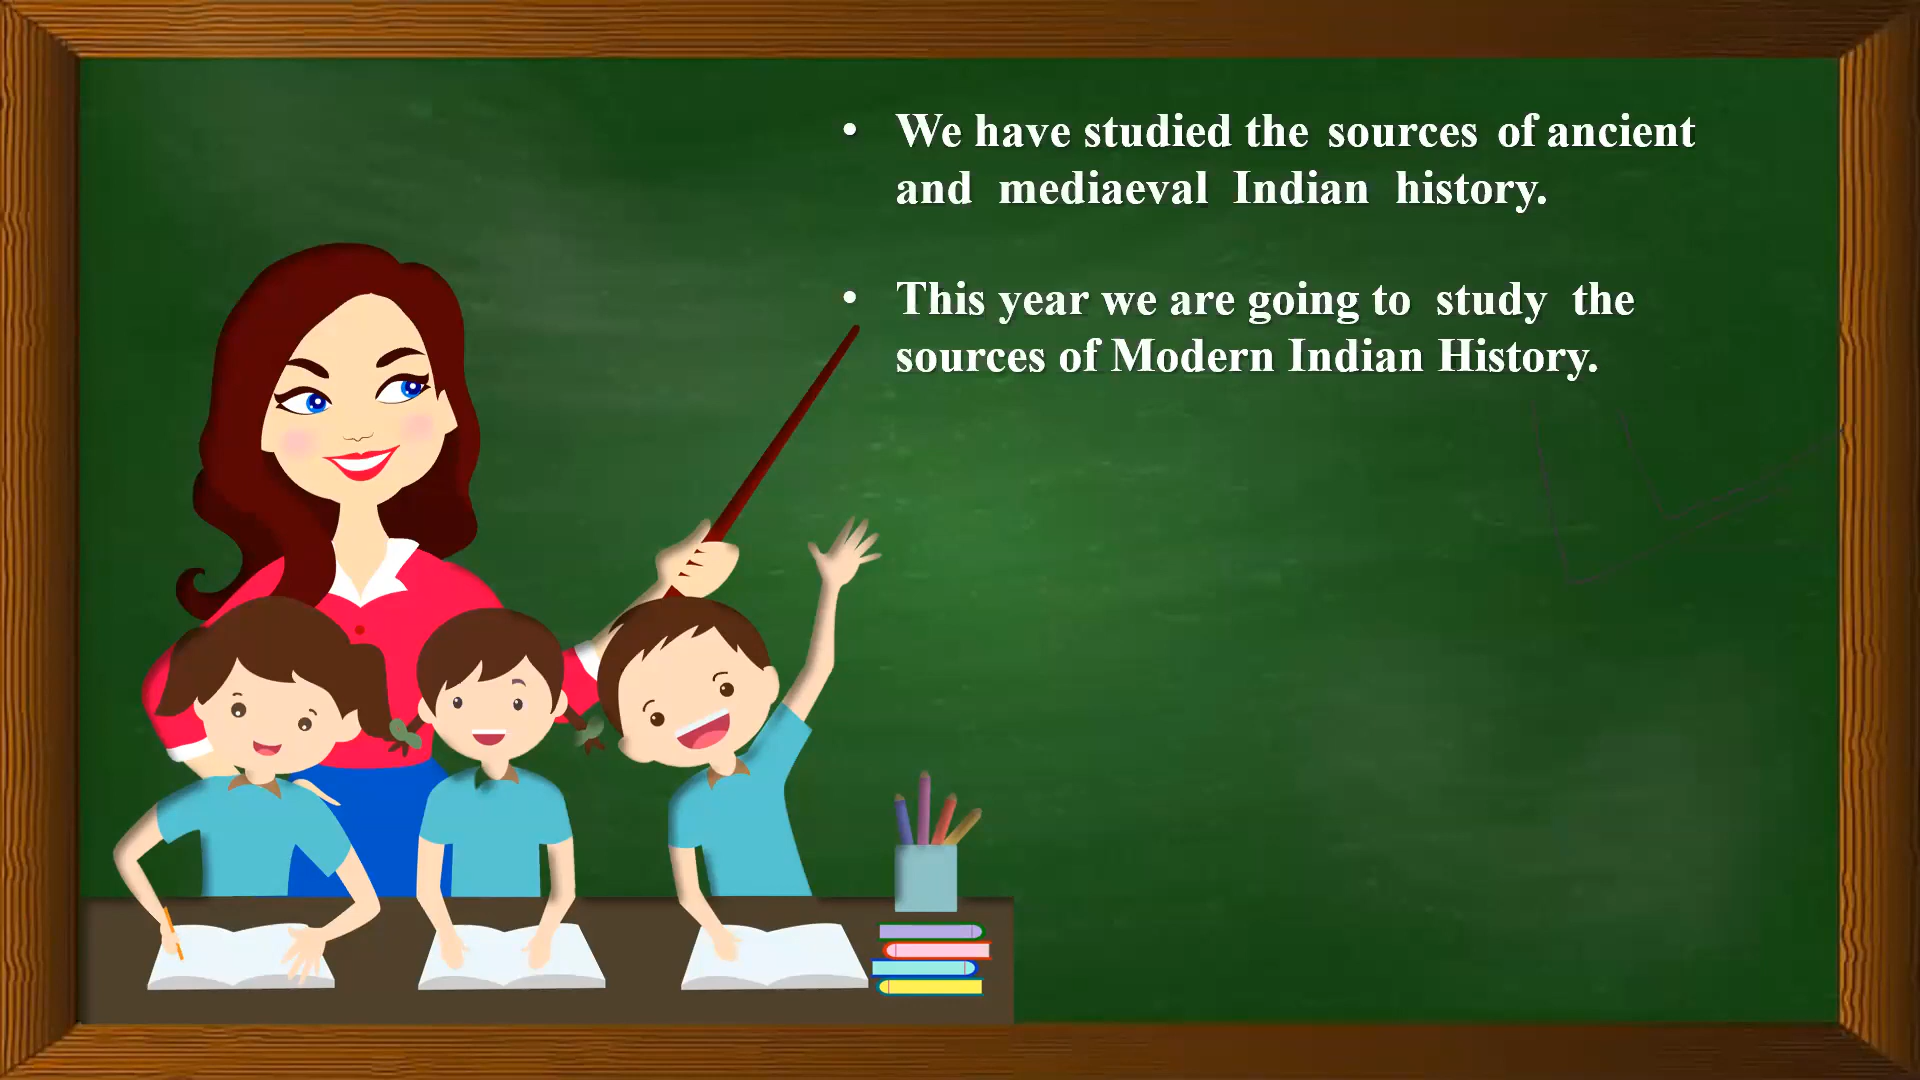 • We have studied the sources of ancient
and mediaeval Indian history.
• This year we are going to study the
sources of Modern Indian History.